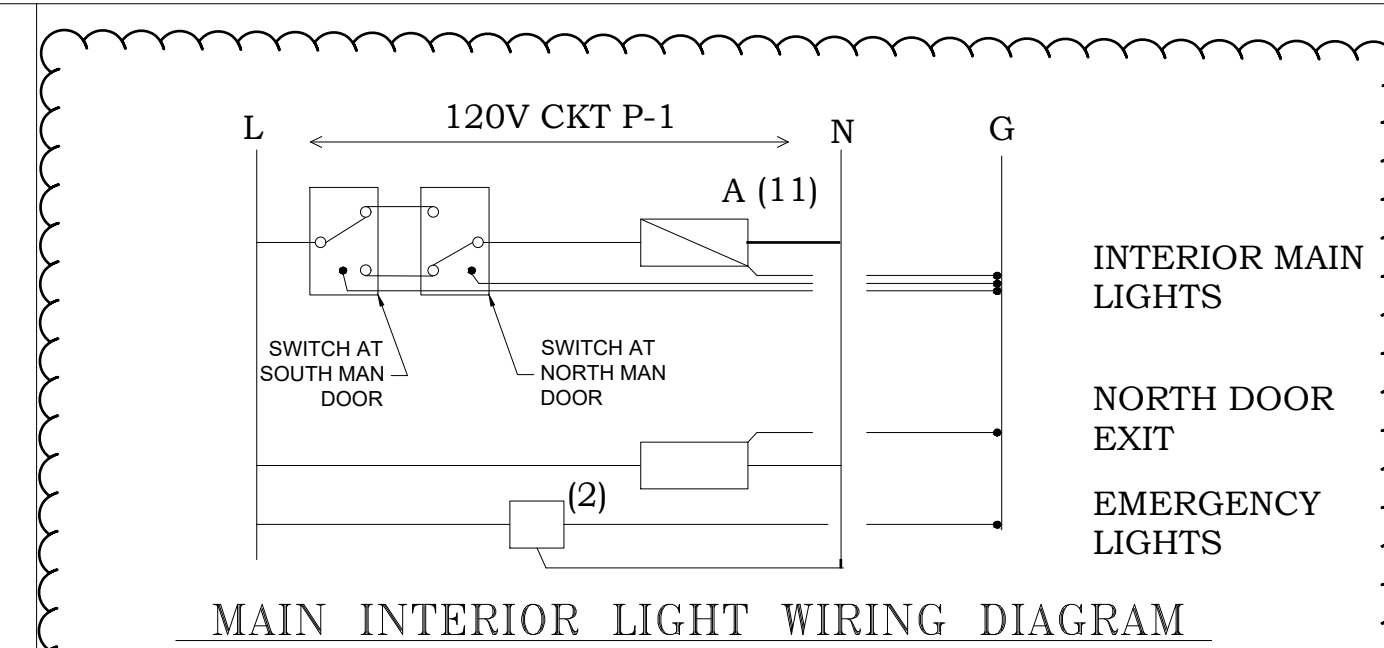 120V CKT P-1
L
N
G
A (11)
INTERIOR MAIN
LIGHTS
SWITCH AT
SOUTH MAN
DOOR
SWITCH AT
NORTH MAN
DOOR
NORTH DOOR
EXIT
(2)
EMERGENCY
LIGHTS
MAIN INTERIOR LIGHT WIRING DIAGRAM